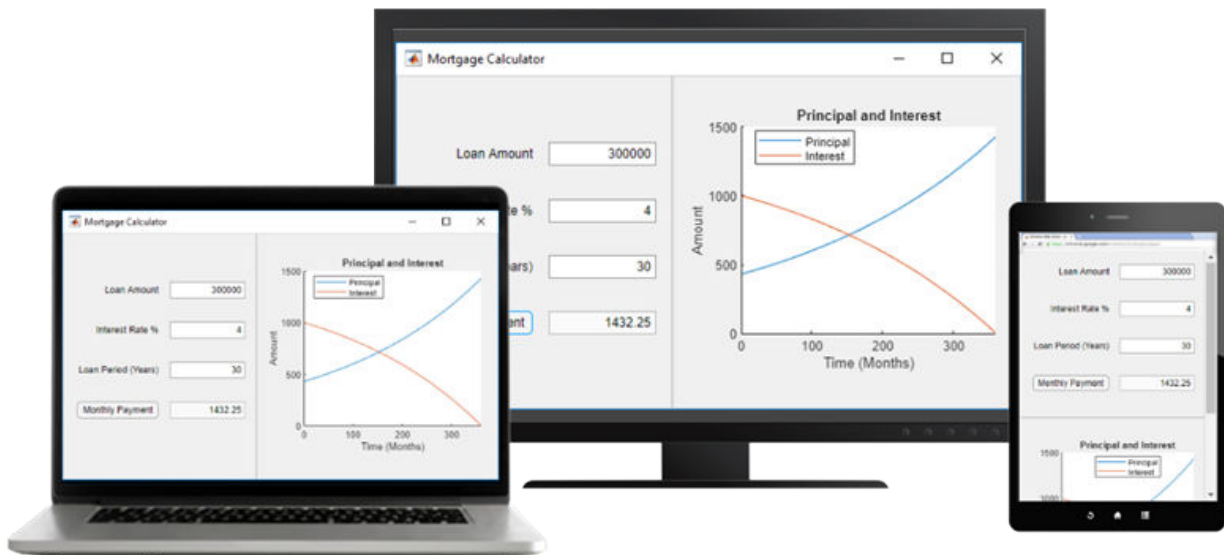 Mortgage Calculator
Loan Amount 300000
te % 4
ars) 30
ent 1432.25
Principal and Interest
1500
1000
500
0
Principal
Interest
Amount
0 100 200 300
Time (Months)
Mortgage Calculator
Loan Amount 300000
Interest Rate % 4
Loan Period (Years) 30
Monthly Payment 1432.25
Principal and Interest
1500
1000
500
0
Principal
Interest
Amount
0 100 200 300
Time (Months)
Loan Amount 300000
Interest Rate % 4
Loan Period (Years) 30
Monthly Payment 1432.25
Principal and Interest
1500
1000
Principal
Interest